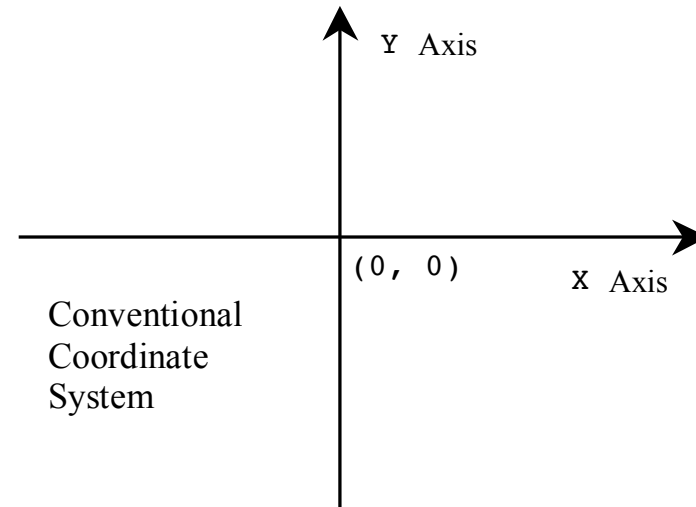 Y Axis
(0, 0)
X Axis
Conventional
Coordinate
System